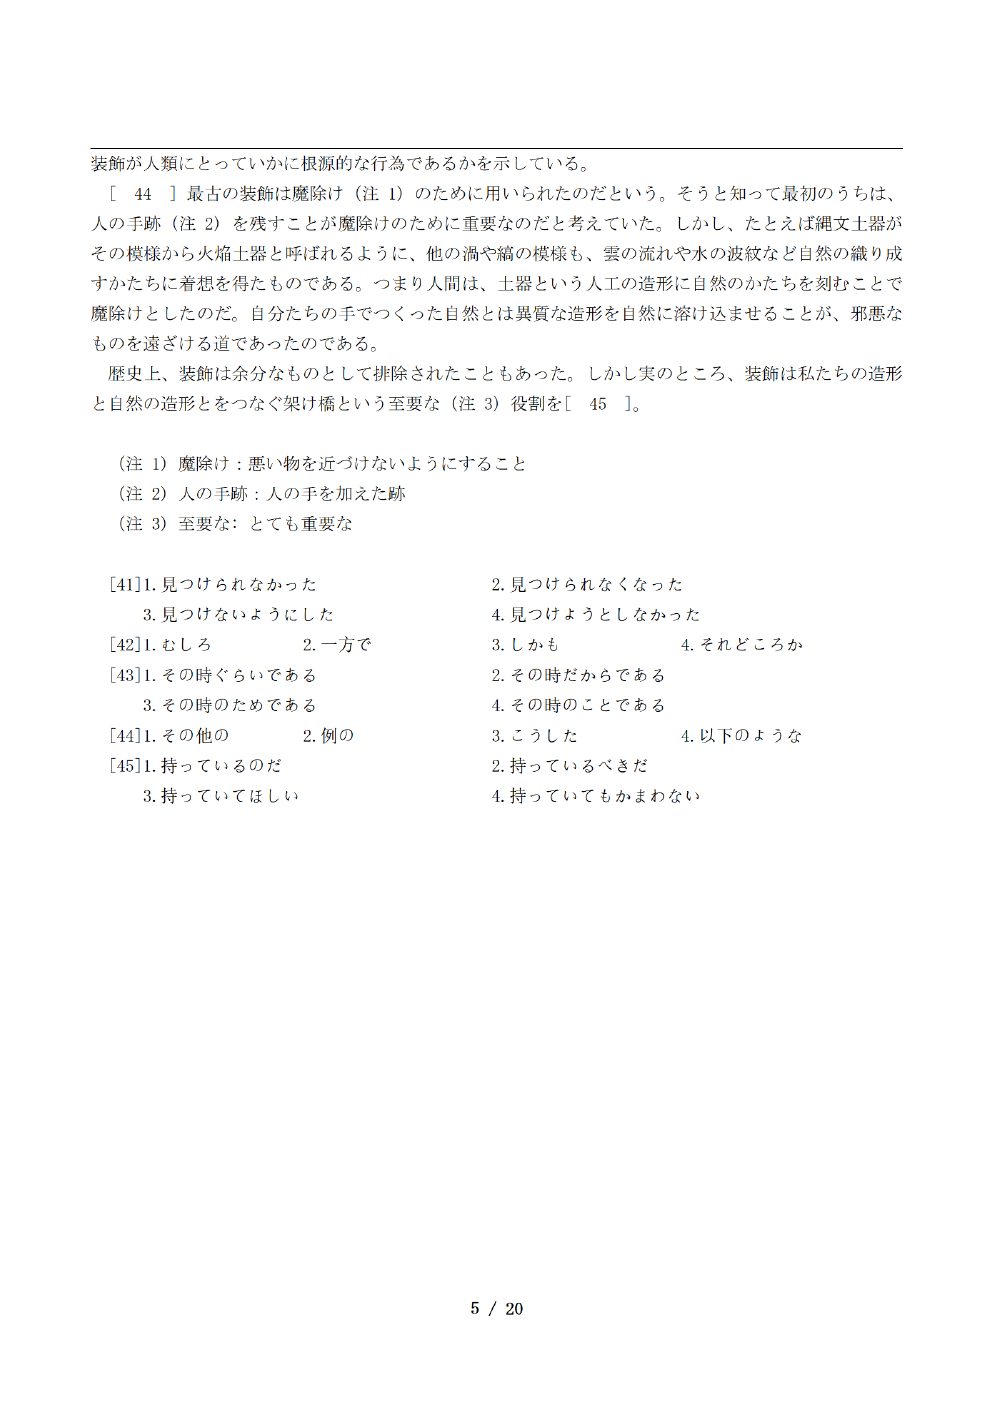 装飾が人類にとっていかに根源的な行為であるかを示している。
［ 44 ］最古の装飾は魔除け（注 1）のために用いられたのだという。そうと知って最初のうちは、
人の手跡（注 2）を残すことが魔除けのために重要なのだと考えていた。しかし、たとえば縄文土器が
その模様から火焔土器と呼ばれるように、他の渦や縞の模様も、雲の流れや水の波紋など自然の織り成
すかたちに着想を得たものである。つまり人間は、土器という人工の造形に自然のかたちを刻むことで
魔除けとしたのだ。自分たちの手でつくった自然とは異質な造形を自然に溶け込ませることが、邪悪な
ものを遠ざける道であったのである。
歴史上、装飾は余分なものとして排除されたこともあった。しかし実のところ、装飾は私たちの造形
と自然の造形とをつなぐ架け橋という至要な（注 3）役割を［ 45 ］。
（注 1）魔除け：悪い物を近づけないようにすること
（注 2）人の手跡：人の手を加えた跡
（注 3）至要な：とても重要な
[41]1.見つけられなかった 2.見つけられなくなった
3.見つけないようにした 4.見つけようとしなかった
[42]1.むしろ 2.一方で 3.しかも 4.それどころか
[43]1.その時ぐらいである 2.その時だからである
3.その時のためである 4.その時のことである
[44]1.その他の 2.例の 3.こうした 4.以下のような
[45]1.持っているのだ 2.持っているべきだ
3.持っていてほしい 4.持っていてもかまわない
5 / 20